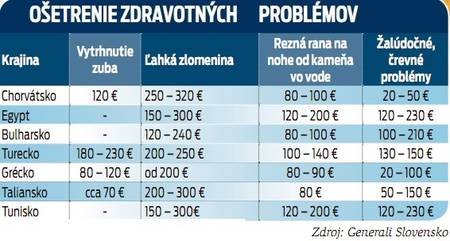 OŠETRENIE ZDRAVOTNÝCH PROBLÉMOV
Krajina Vytrhnutie zuba Ľahká zlomenina Rezná rana na nohe od kameňa vo vode Žalúdočné, črevné problémy
Chorvátsko 120 € 250 – 320 € 80 – 100 € 20 – 50 €
Egypt - 150 – 300 € 120 – 200 € 120 – 230 €
Bulharsko - 120 – 240 € 80 – 100 € 100 – 210 €
Turecko 180 – 230 € 200 – 250 € 100 – 140 € 130 – 150 €
Grécko 80 – 120 € od 200 € 80 – 90 € 20 – 100 €
Taliansko cca 70 € 200 – 300 € 80 € 50 – 150 €
Tunisko - 150 – 300€ 120 – 200 € 120 – 230 €
Zdroj: Generali Slovensko